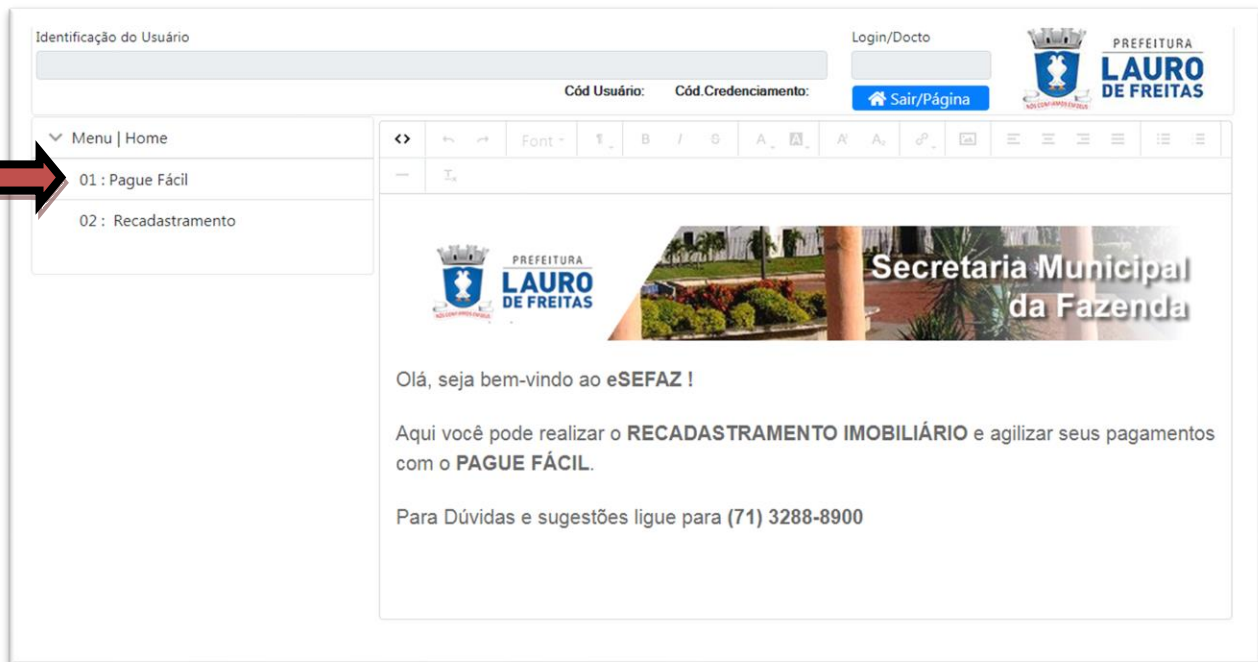 Identificação do Usuário
Login/Docto
Cód Usuário: Cód.Credenciamento:
Sair/Página
PREFEITURA
LAURO
DE FREITAS
Menu | Home
01 : Pague Fácil
02 : Recadastramento
Font
PREFEITURA
LAURO
DE FREITAS
Secretaria Municipal
da Fazenda
Olá, seja bem-vindo ao eSEFAZ !
Aqui você pode realizar o RECADASTRAMENTO IMOBILIÁRIO e agilizar seus pagamentos
com o PAGUE FÁCIL.
Para Dúvidas e sugestões ligue para (71) 3288-8900